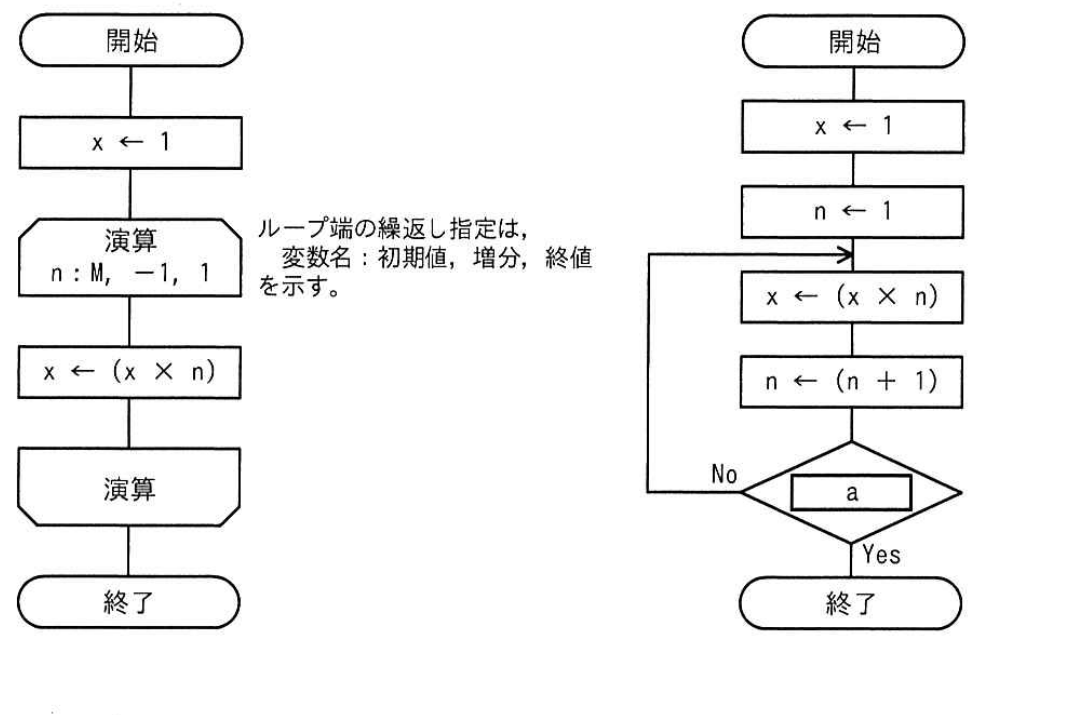 開始
x ← 1
演算
n：M, －1, 1
ループ端の繰返し指定は，
変数名：初期値，増分，終値
を示す。
x ← (x × n)
演算
終了
開始
x ← 1
n ← 1
x ← (x × n)
n ← (n + 1)
No
a
Yes
終了